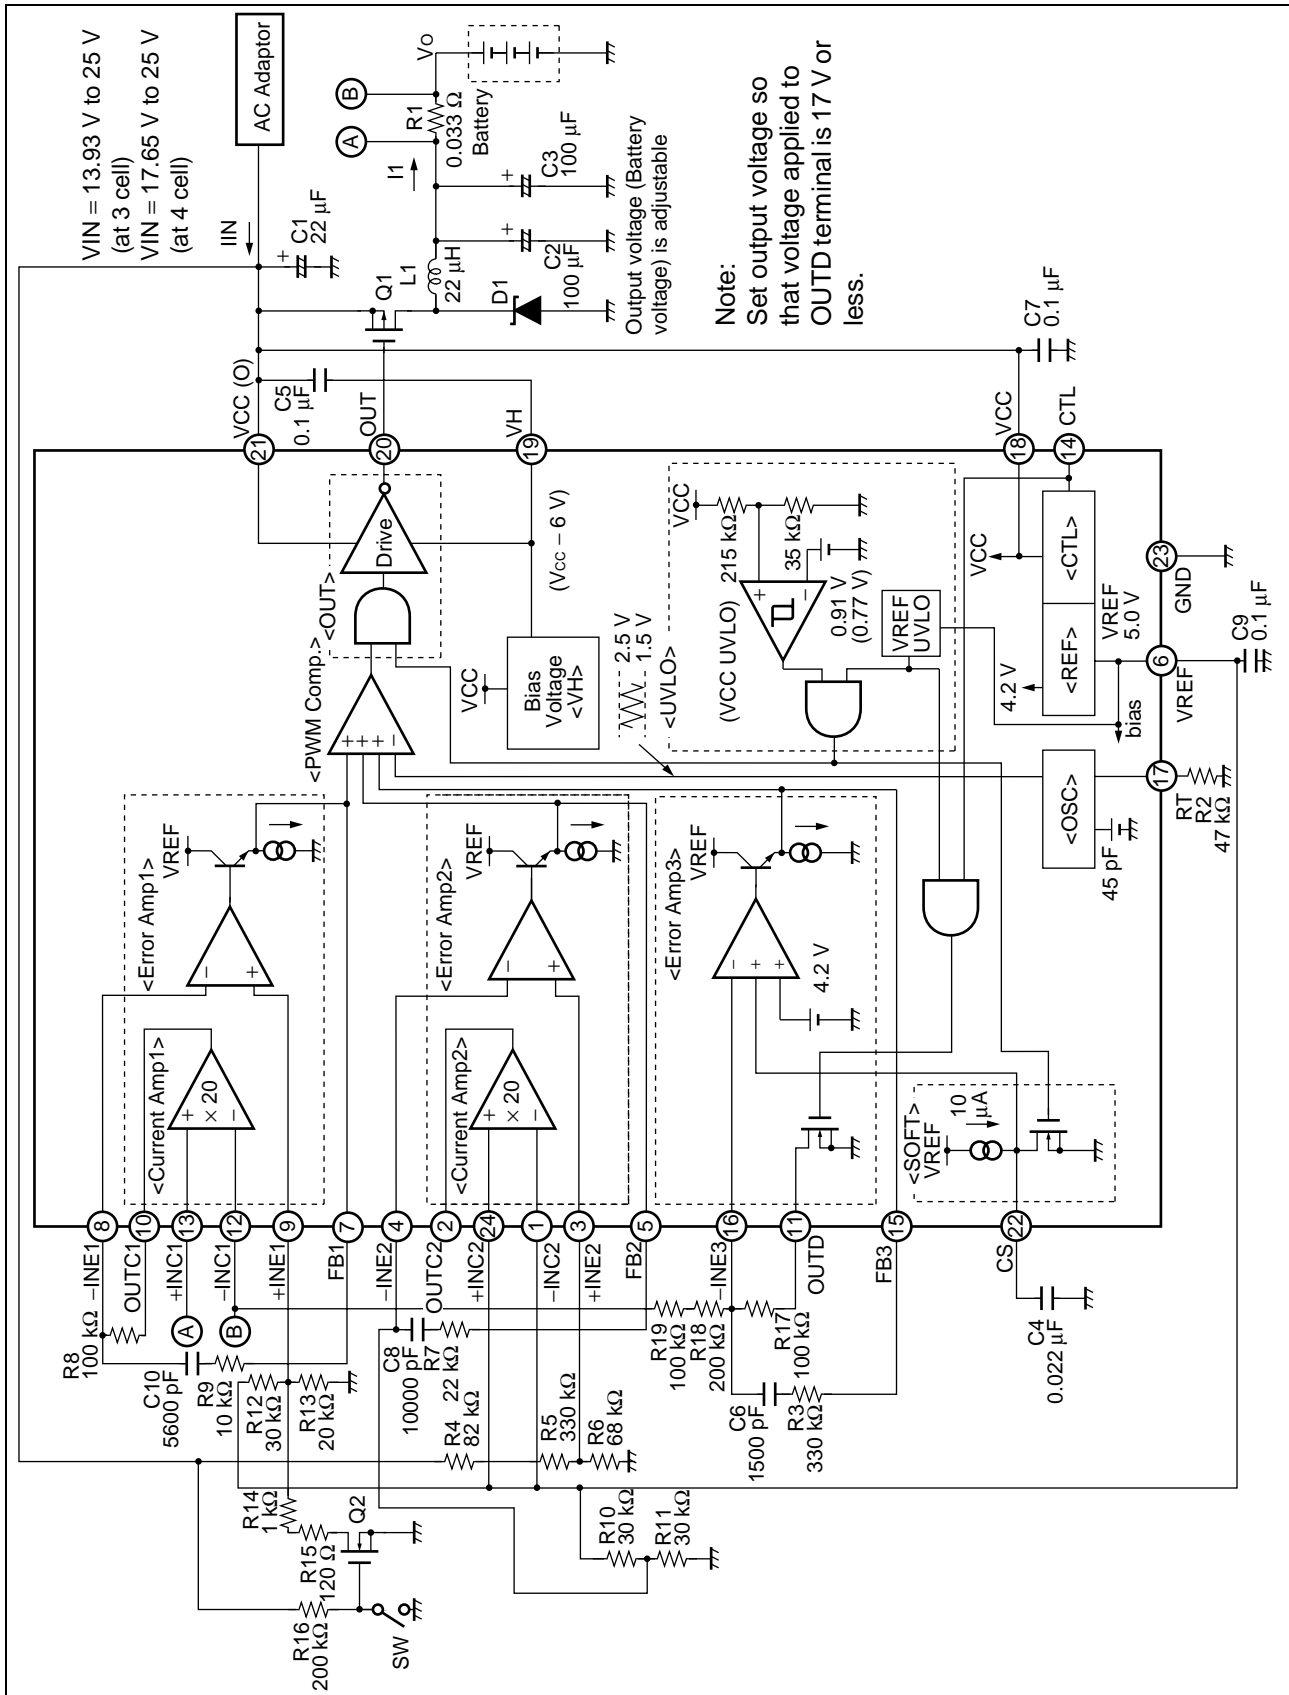 VIN = 13.93 V to 25 V
(at 3 cell)
VIN = 17.65 V to 25 V
(at 4 cell)
AC Adaptor
IIN
C1
22 µF
VO
B
A
R1
0.033 Ω
Battery
I1
C3
100 µF
C2
100 µF
L1
22 µH
Q1
D1
Output voltage (Battery
voltage) is adjustable
Note:
Set output voltage so
that voltage applied to
OUTD terminal is 17 V or
less.
C7
0.1 µF
VCC (O)
21
C5
0.1 µF
OUT
20
VH
19
VCC
18
CTL
14
Drive
<OUT>
(VCC − 6 V)
<PWM Comp.>
+
+
+
−
VCC
Bias
Voltage
<VH>
2.5 V
1.5 V
<UVLO>
VCC
215 kΩ
35 kΩ
+
−
(VCC UVLO)
0.91 V
(0.77 V)
VREF
UVLO
VCC
<CTL>
<REF>
4.2 V
VREF
5.0 V
bias
23
GND
6
VREF
C9
0.1 µF
<OSC>
45 pF
17
RT
R2
47 kΩ
<Error Amp1>
VREF
−
+
<Current Amp1>
+
× 20
−
<Error Amp2>
VREF
−
+
<Current Amp2>
+
× 20
−
<Error Amp3>
VREF
−
+
+
4.2 V
<SOFT>
VREF
10
µA
8
−INE1
10
OUTC1
13
+INC1
12
−INC1
9
+INE1
7
FB1
4
−INE2
2
OUTC2
24
+INC2
1
−INC2
3
+INE2
5
FB2
16
−INE3
11
OUTD
15
FB3
22
CS
A
B
R8
100 kΩ
C10
5600 pF
R9
10 kΩ
R12
30 kΩ
R13
20 kΩ
C8
10000 pF
R7
22 kΩ
R4
82 kΩ
R5
330 kΩ
R6
68 kΩ
R19
100 kΩ
R18
200 kΩ
R17
100 kΩ
C6
1500 pF
R3
330 kΩ
C4
0.022 µF
R14
1 kΩ
R15
120 Ω
Q2
R16
200 kΩ
SW
R10
30 kΩ
R11
30 kΩ